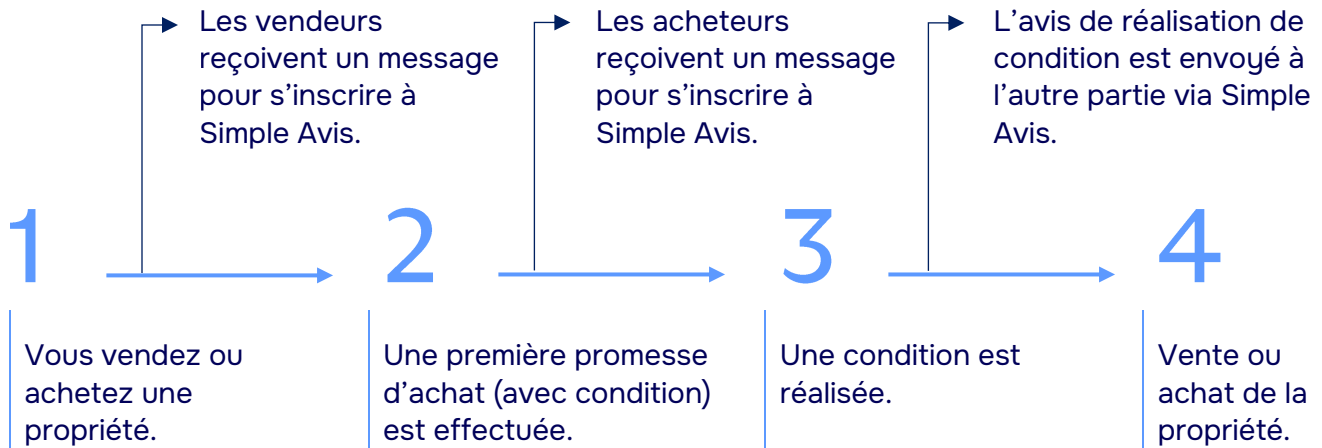 Les vendeurs
reçoivent un message
pour s’inscrire à
Simple Avis.
Les acheteurs
reçoivent un message
pour s’inscrire à
Simple Avis.
L’avis de réalisation de
condition est envoyé à
l’autre partie via Simple
Avis.
1
2
3
4
Vous vendez ou
achetez une
propriété.
Une première promesse
d’achat (avec condition)
est effectuée.
Une condition est
réalisée.
Vente ou
achat de la
propriété.